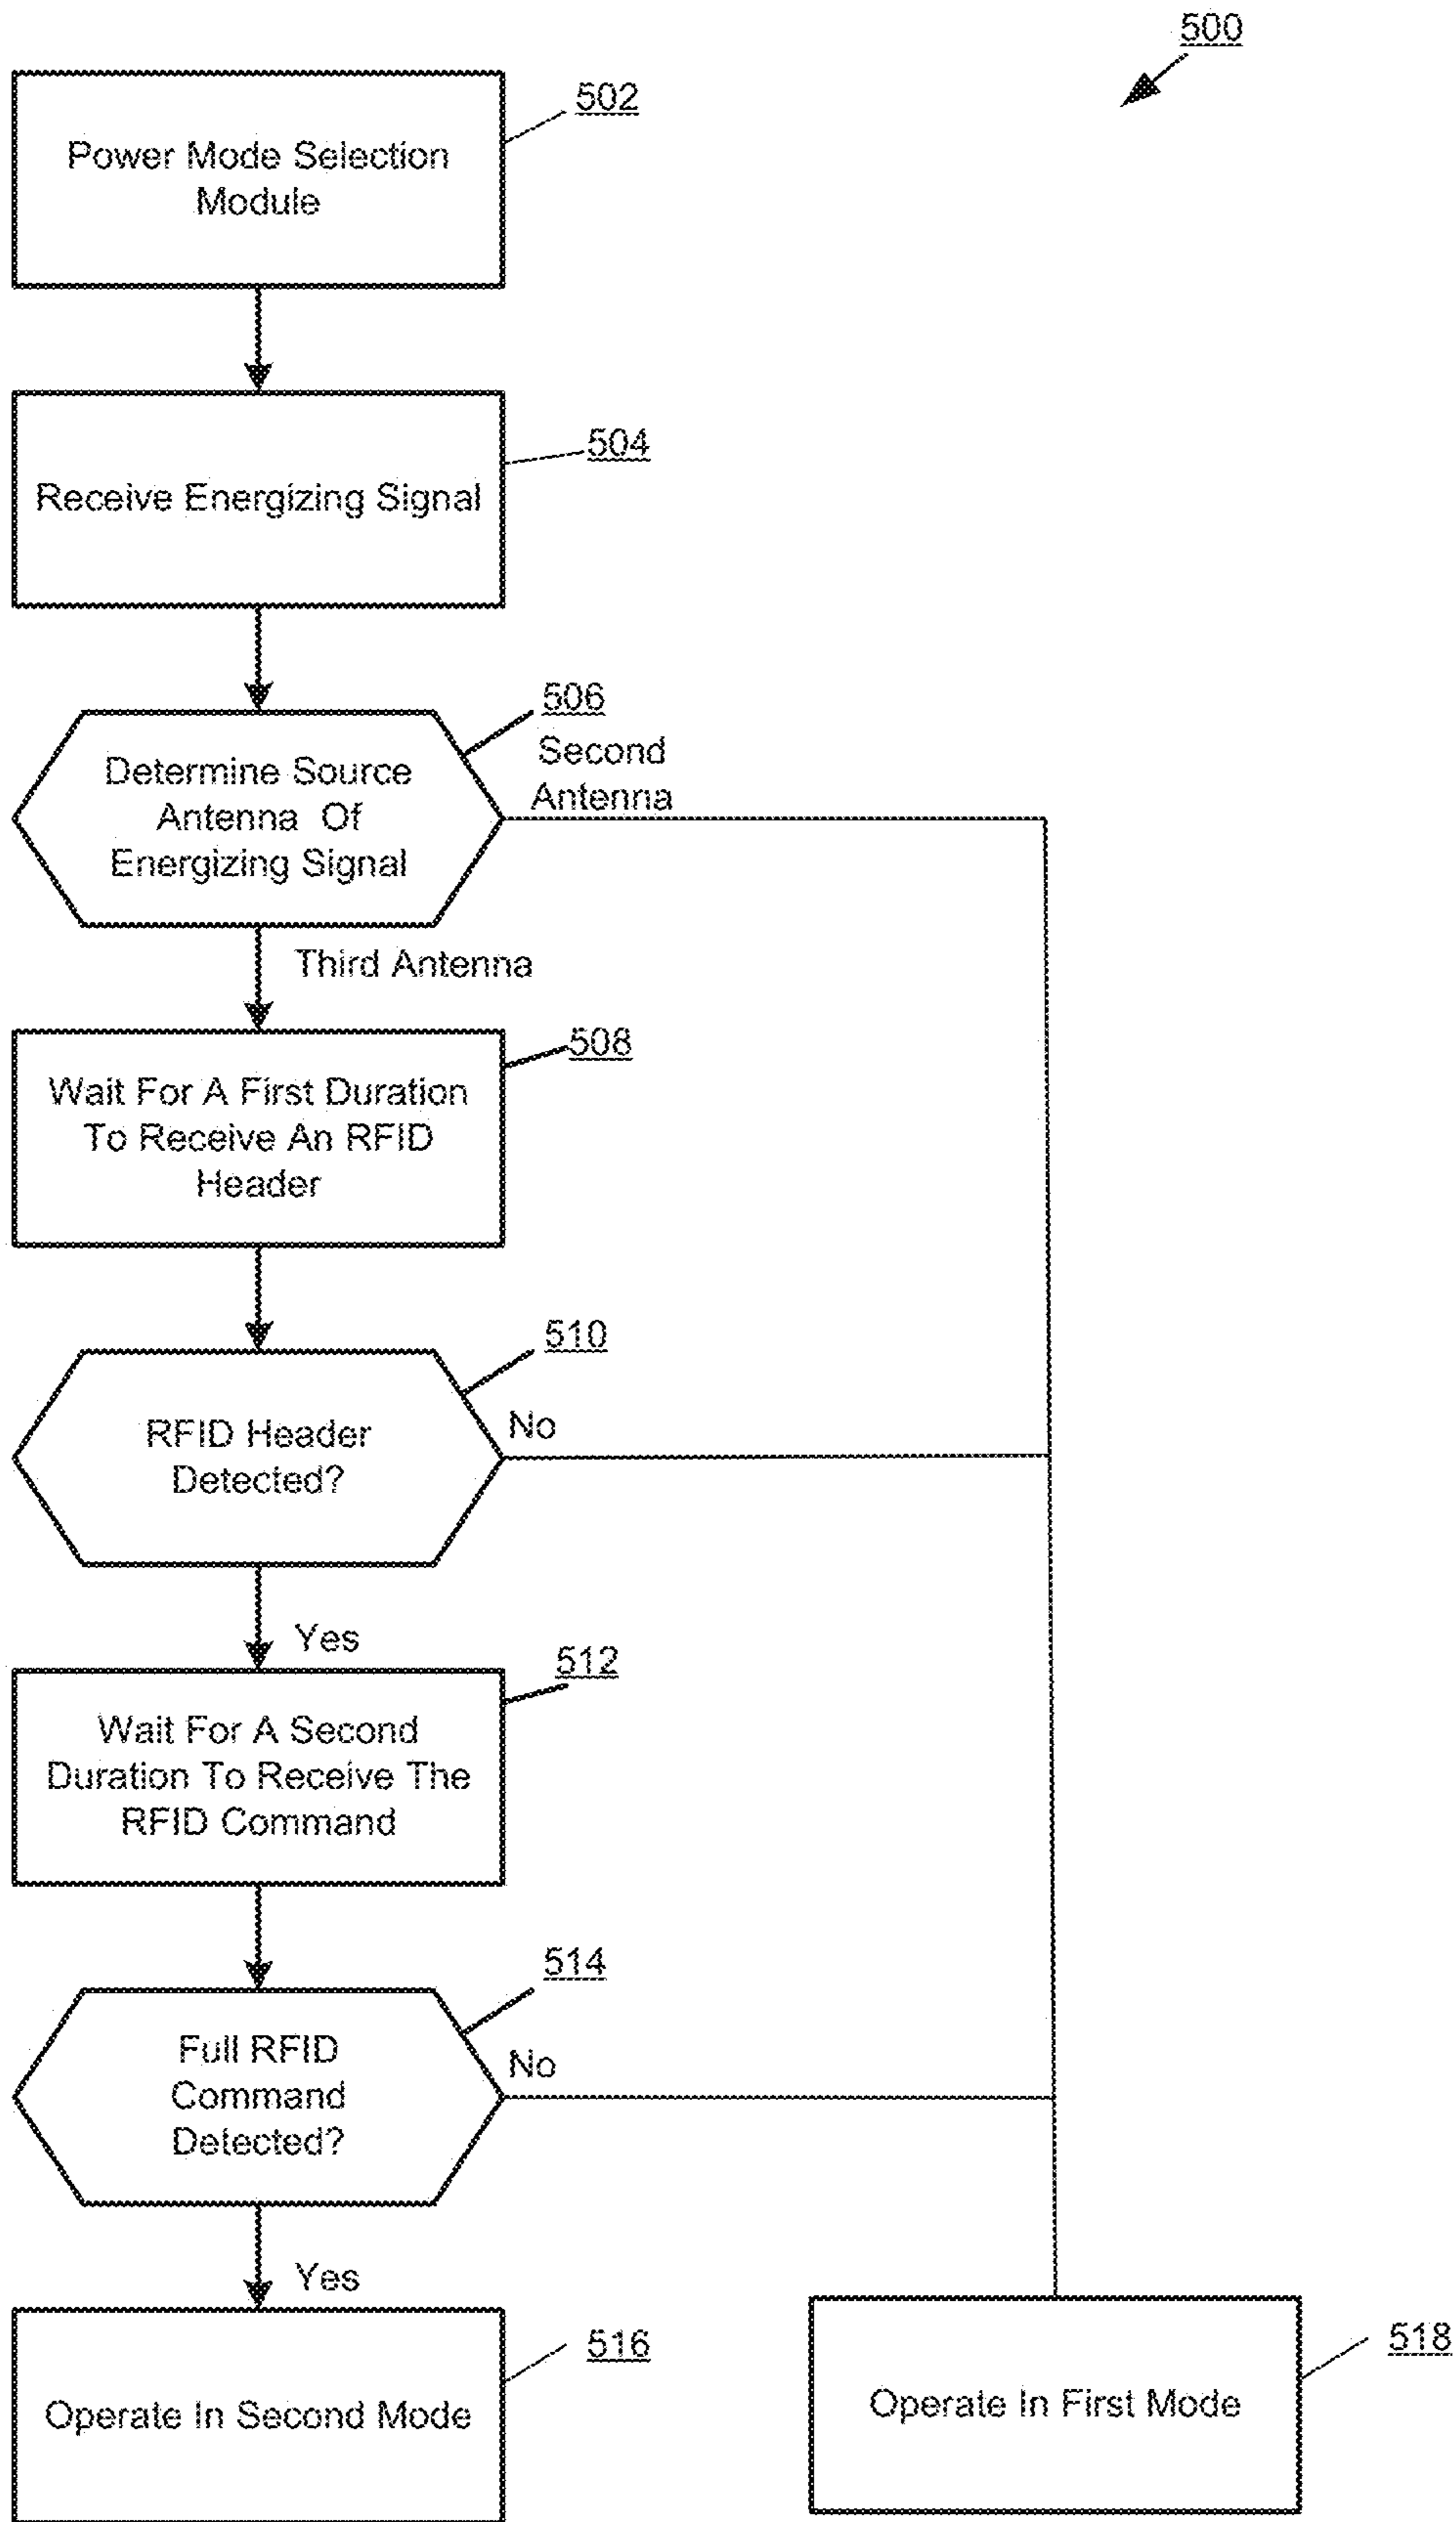 500
502
Power Mode Selection
Module
504
Receive Energizing Signal
506
Second
Antenna
Determine Source
Antenna Of
Energizing Signal
Third Antenna
508
Wait For A First Duration
To Receive An RFID
Header
510
No
RFID Header
Detected?
Yes
512
Wait For A Second
Duration To Receive The
RFID Command
514
No
Full RFID
Command
Detected?
Yes
516
Operate In Second Mode
518
Operate In First Mode